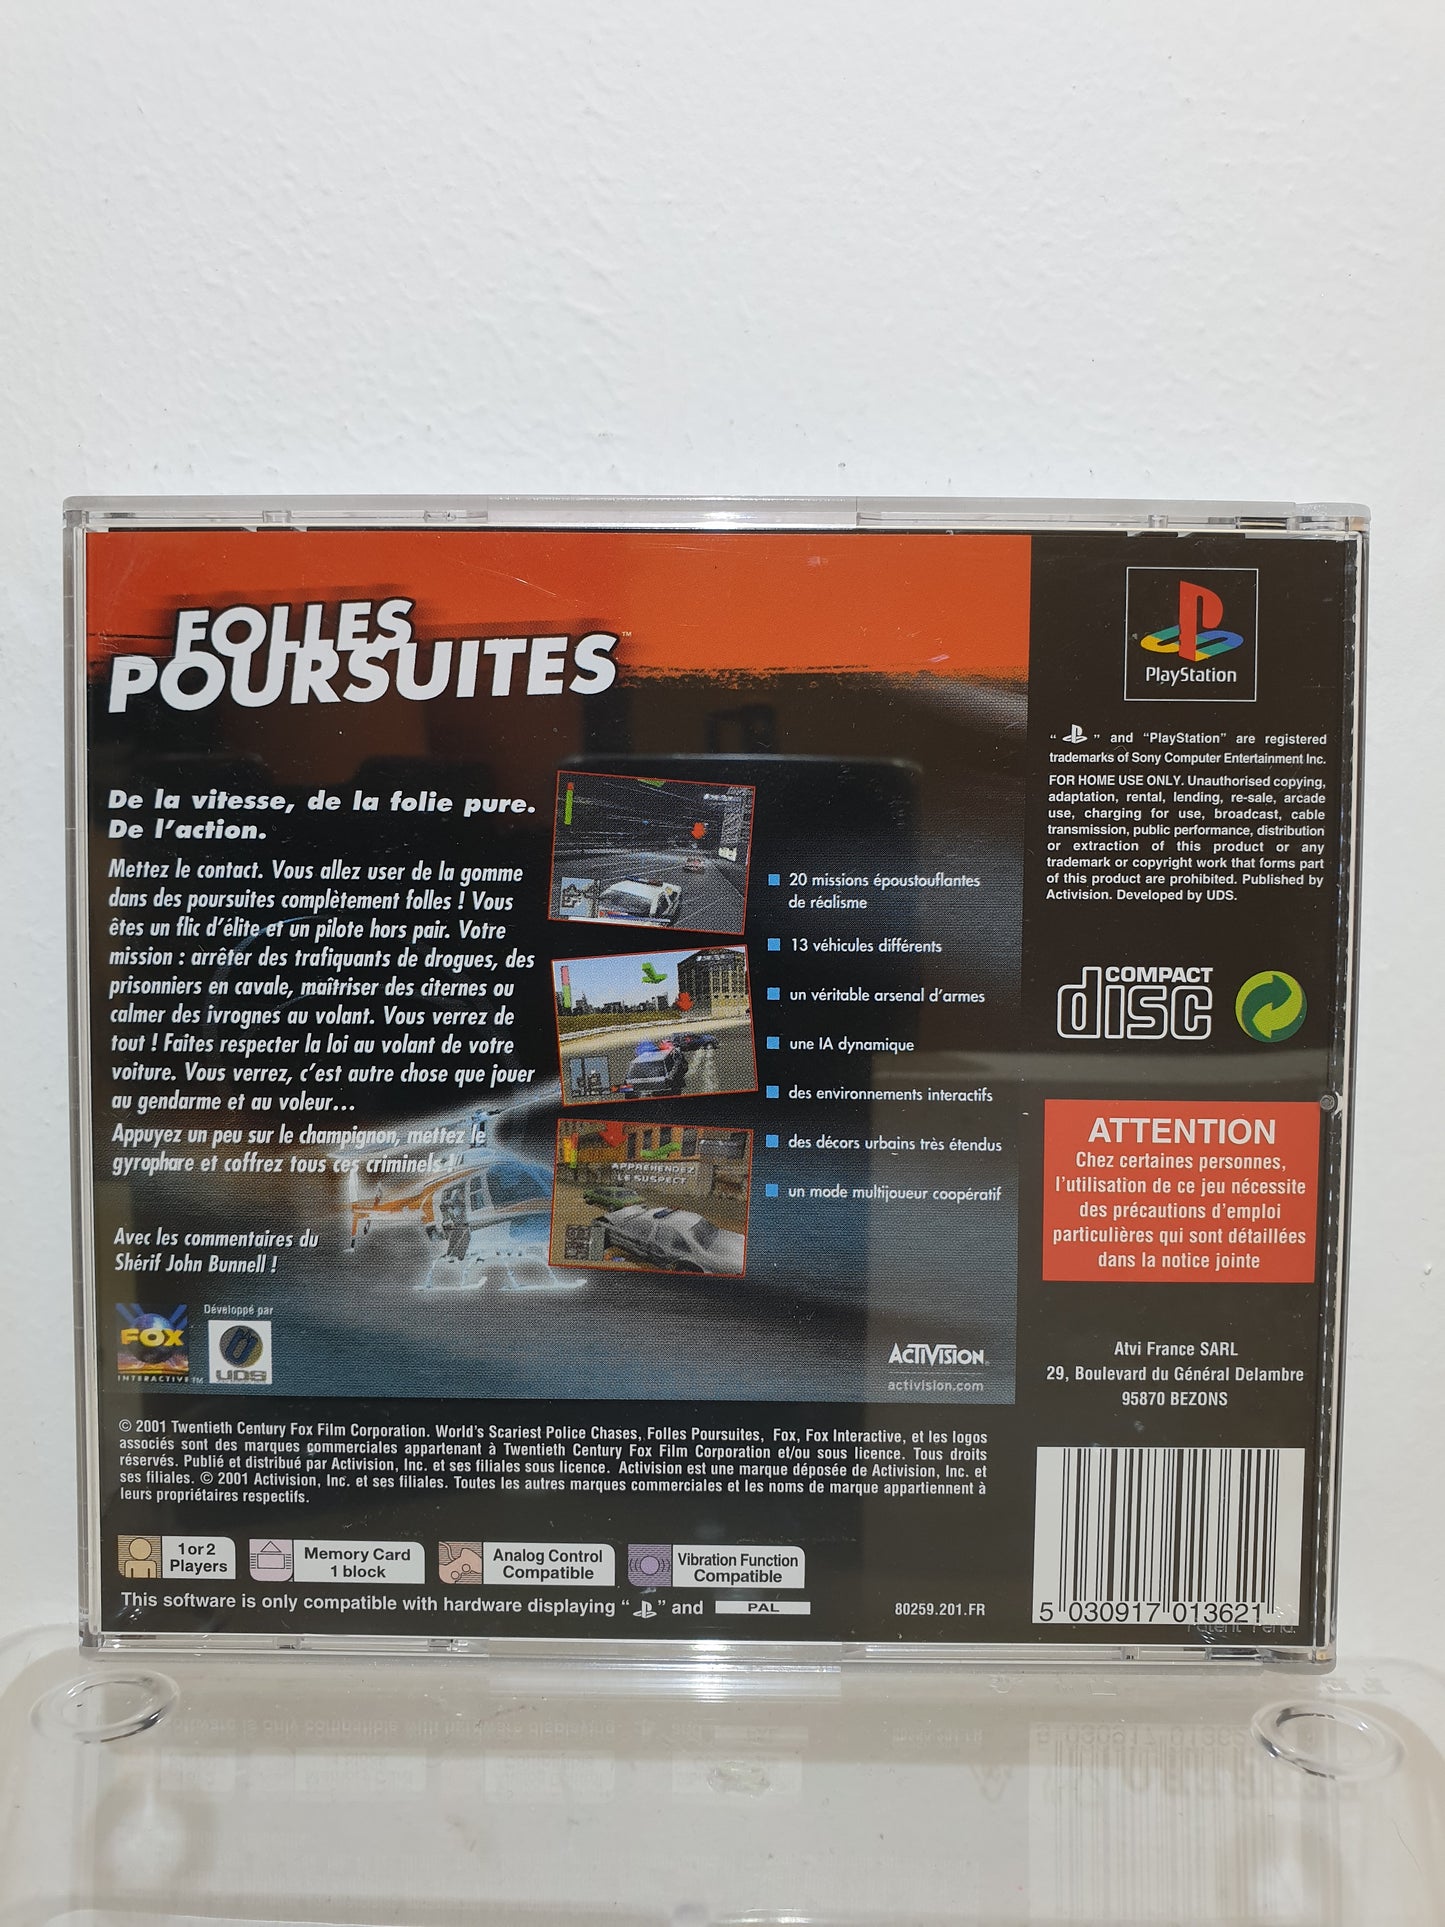 FOLLES
POURSUITES™
De la vitesse, de la folie pure.
De l'action.
Mettez le contact. Vous allez user de la gomme
dans des poursuites complètement folles ! Vous
êtes un flic d'élite et un pilote hors pair. Votre
mission : arrêter des trafiquants de drogues, des
prisonniers en cavale, maîtriser des citernes ou
calmer des ivrognes au volant. Vous verrez de
tout ! Faites respecter la loi au volant de votre
voiture. Vous verrez, c'est autre chose que jouer
au gendarme et au voleur...
Appuyez un peu sur le champignon, mettez le
gyrophare et coffrez tous ces criminels !
Avec les commentaires du
Shérif John Bunnell !
APPREHENDEZ
LE SUSPECT
20 missions époustouflantes
de réalisme
13 véhicules différents
un véritable arsenal d'armes
une IA dynamique
des environnements interactifs
des décors urbains très étendus
un mode multijoueur coopératif
FOX
INTERACTIVE™
Développé par
UDS
ACTIVISION®
activision.com
© 2001 Twentieth Century Fox Film Corporation. World's Scariest Police Chases, Folles Poursuites, Fox, Fox Interactive, et les logos
associés sont des marques commerciales appartenant à Twentieth Century Fox Film Corporation et/ou sous licence. Tous droits
réservés. Publié et distribué par Activision, Inc. et ses filiales sous licence. Activision est une marque déposée de Activision, Inc. et
ses filiales. © 2001 Activision, Inc. et ses filiales. Toutes les autres marques commerciales et les noms de marque appartiennent à
leurs propriétaires respectifs.
1 or 2
Players
Memory Card
1 block
Analog Control
Compatible
Vibration Function
Compatible
This software is only compatible with hardware displaying " " and PAL
80259.201.FR
PlayStation
" " and "PlayStation" are registered
trademarks of Sony Computer Entertainment Inc.
FOR HOME USE ONLY. Unauthorised copying,
adaptation, rental, lending, re-sale, arcade
use, charging for use, broadcast, cable
transmission, public performance, distribution
or extraction of this product or any
trademark or copyright work that forms part
of this product are prohibited. Published by
Activision. Developed by UDS.
COMPACT
disc
ATTENTION
Chez certaines personnes,
l'utilisation de ce jeu nécessite
des précautions d'emploi
particulières qui sont détaillées
dans la notice jointe
Atvi France SARL
29, Boulevard du Général Delambre
95870 BEZONS
5 030917 013621
Patent Pend.